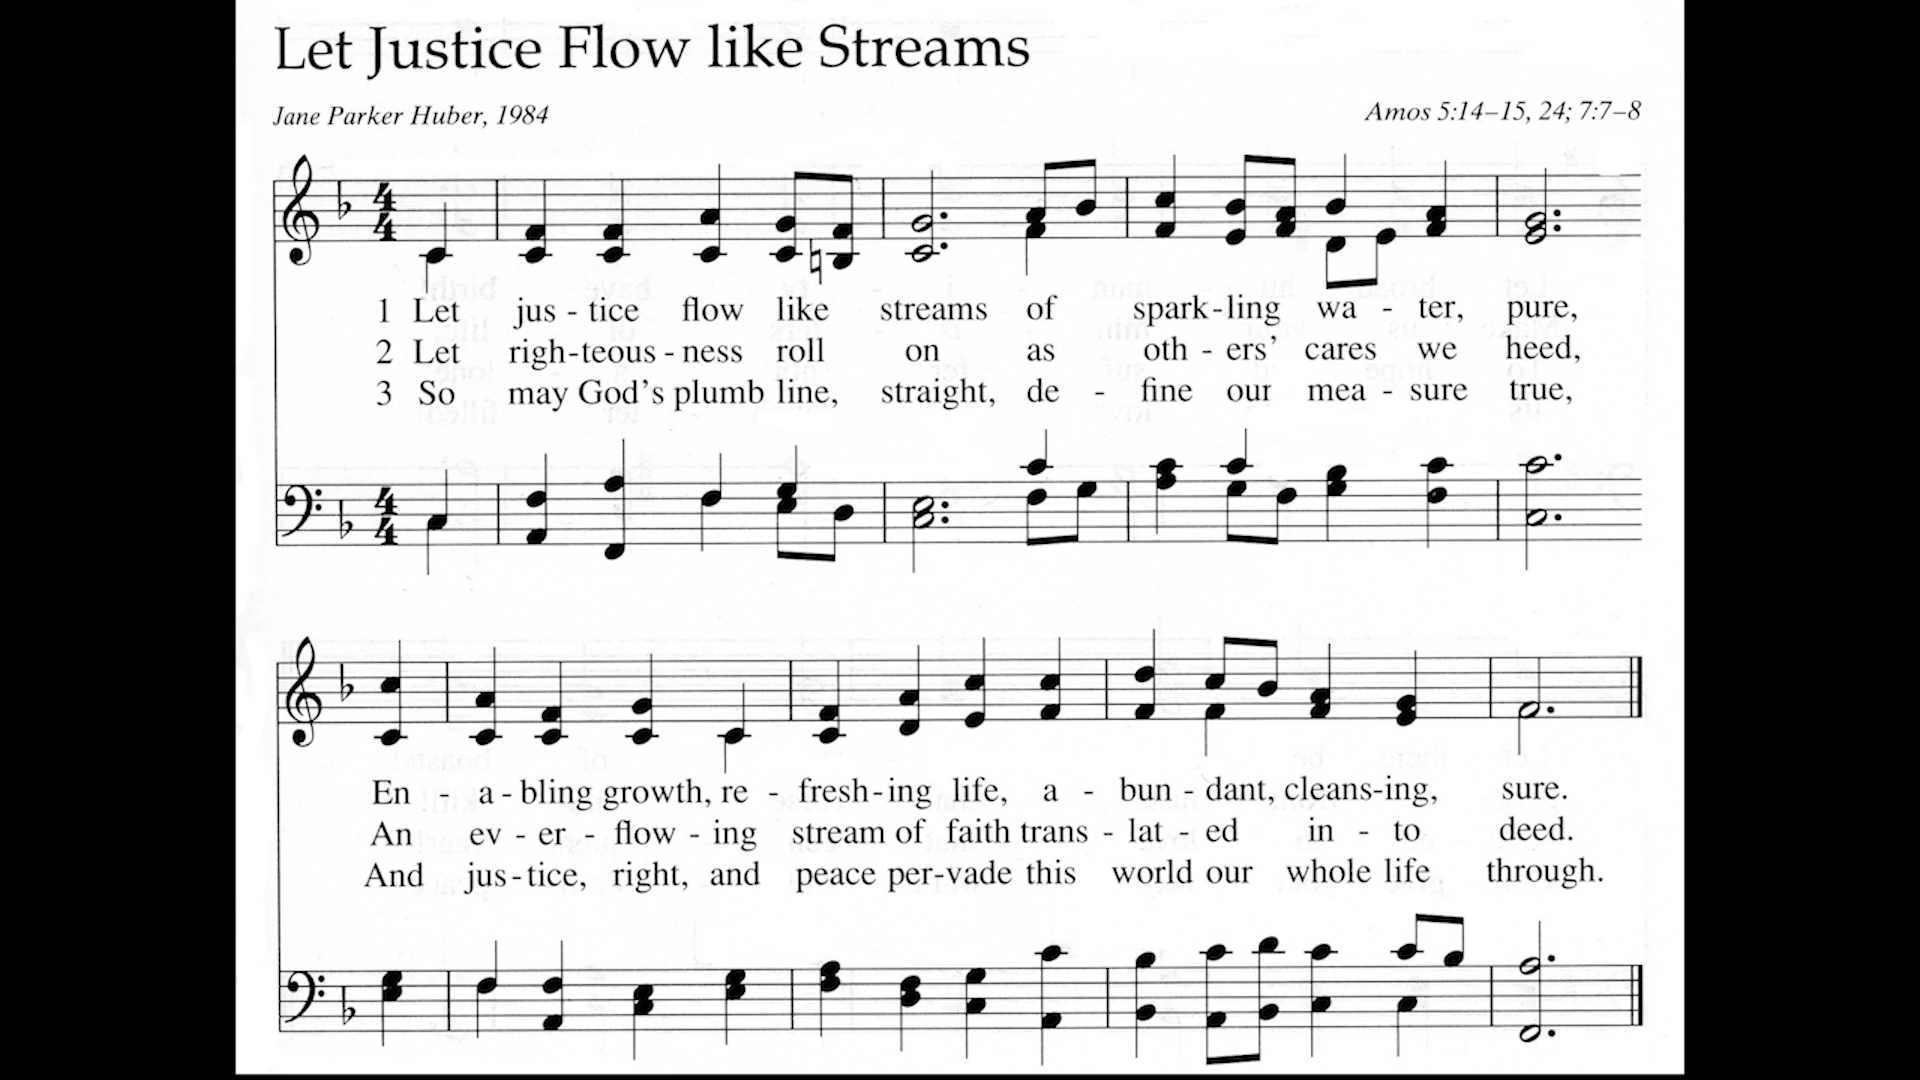 Let Justice Flow like Streams
Jane Parker Huber, 1984
Amos 5:14–15, 24; 7:7–8
1 Let jus - tice flow like streams of spark - ling wa - ter, pure,
2 Let righ - teous - ness roll on as oth - ers’ cares we heed,
3 So may God’s plumb line, straight, de - fine our mea - sure true,
En - a - bling growth, re - fresh - ing life, a - bun - dant, cleans - ing, sure.
An ev - er - flow - ing stream of faith trans - lat - ed in - to deed.
And jus - tice, right, and peace per - vade this world our whole life through.